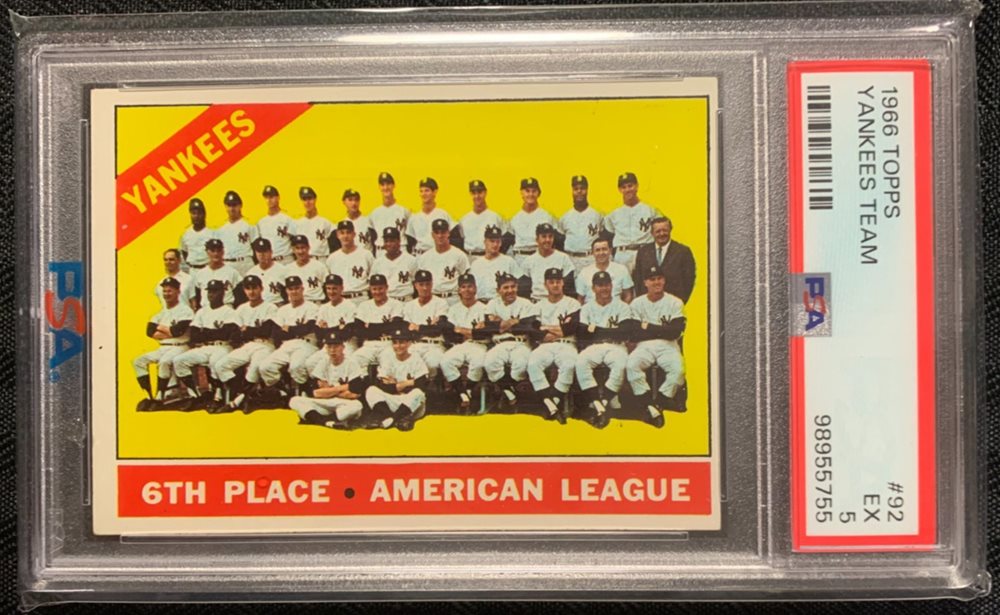 YANKEES
6TH PLACE • AMERICAN LEAGUE
PSA
1966 TOPPS
YANKEES TEAM
PSA
#92
EX
5
98955755